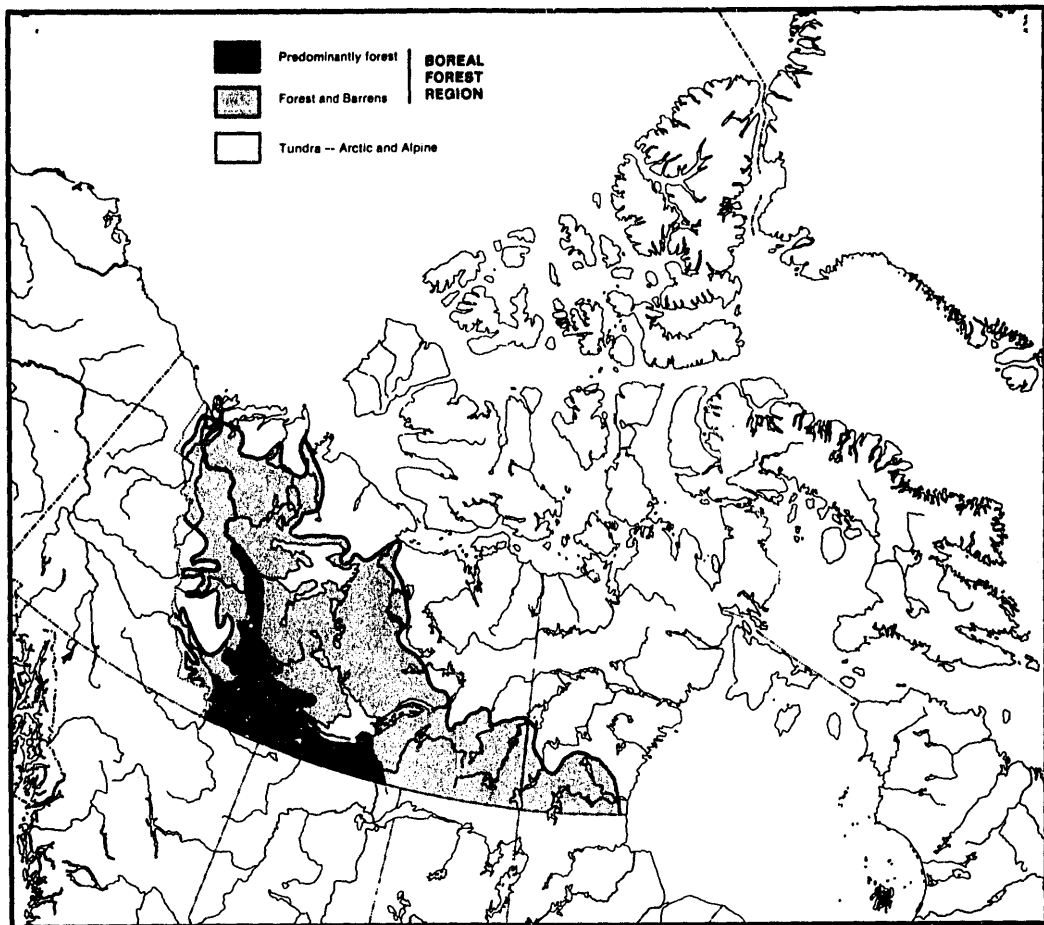 Predominantly forest
BOREAL
FOREST
REGION
Forest and Barrens
Tundra -- Arctic and Alpine